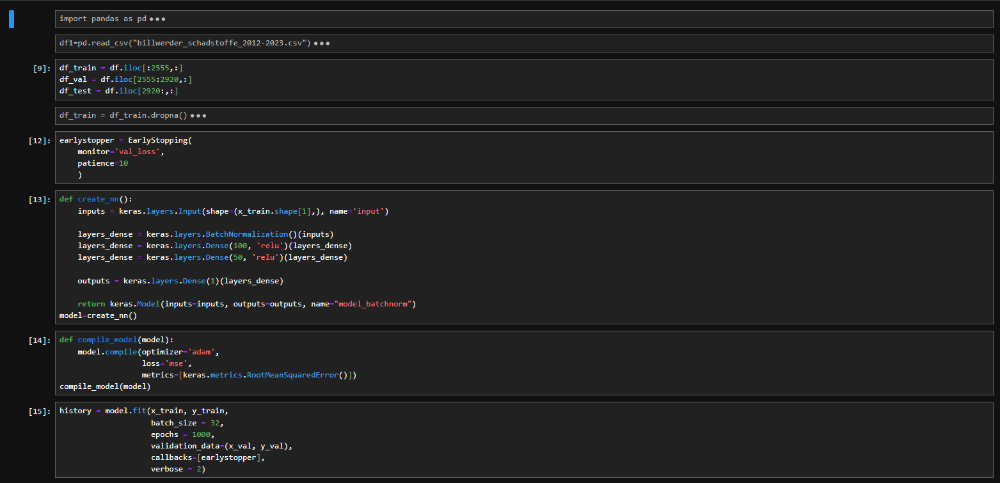 import pandas as pd •••
df1=pd.read_csv("billwerder_schadstoffe_2012-2023.csv") •••
[9]: df_train = df.iloc[:2555,:]
df_val = df.iloc[2555:2920,:]
df_test = df.iloc[2920:,:]
df_train = df_train.dropna() •••
[12]: earlystopper = EarlyStopping(
    monitor='val_loss',
    patience=10
    )
[13]: def create_nn():
    inputs = keras.layers.Input(shape=(x_train.shape[1],), name='input')
    layers_dense = keras.layers.BatchNormalization()(inputs)
    layers_dense = keras.layers.Dense(100, 'relu')(layers_dense)
    layers_dense = keras.layers.Dense(50, 'relu')(layers_dense)
    outputs = keras.layers.Dense(1)(layers_dense)
    return keras.Model(inputs=inputs, outputs=outputs, name="model_batchnorm")
model=create_nn()
[14]: def compile_model(model):
    model.compile(optimizer='adam',
                  loss='mse',
                  metrics=[keras.metrics.RootMeanSquaredError()])
compile_model(model)
[15]: history = model.fit(x_train, y_train,
                    batch_size = 32,
                    epochs = 1000,
                    validation_data=(x_val, y_val),
                    callbacks=[earlystopper],
                    verbose = 2)